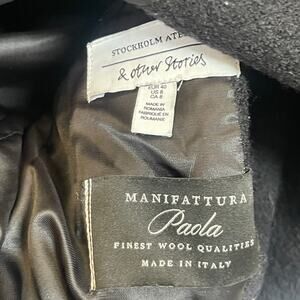 STOCKHOLM
& other Stories
EUR 40
US 8
CA 8
MADE IN
ROMANIA
FABRIQUÉ EN
ROUMANIE
MANIFATTURA
Paola
FINEST WOOL QUALITIES
MADE IN ITALY